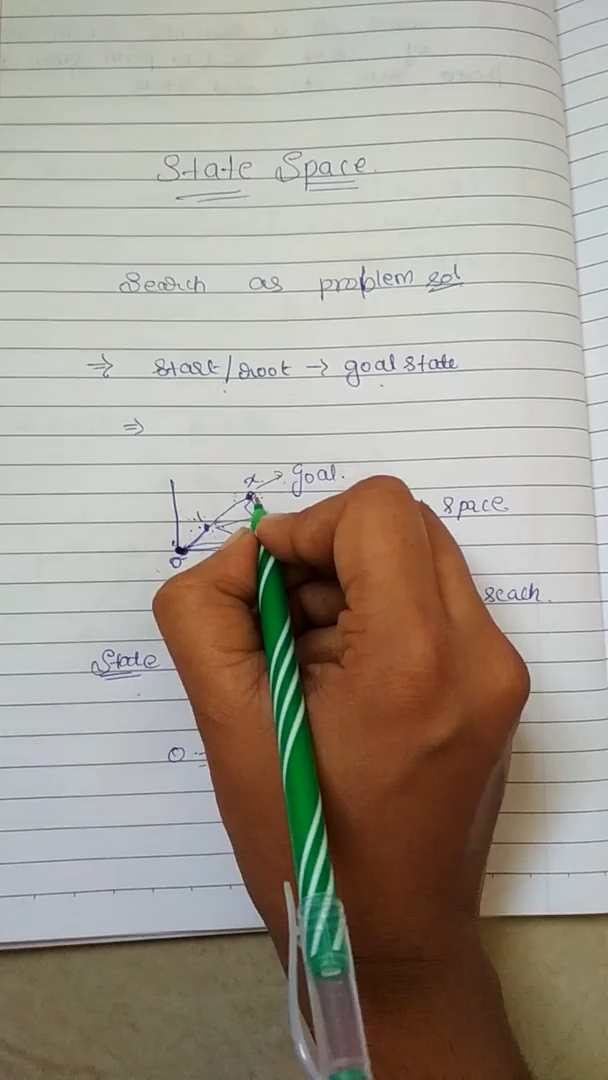 State Space
Search as problem sol
⇒ Start/root → goal state
⇒
x → Goal.
space
O
seach.
State
O